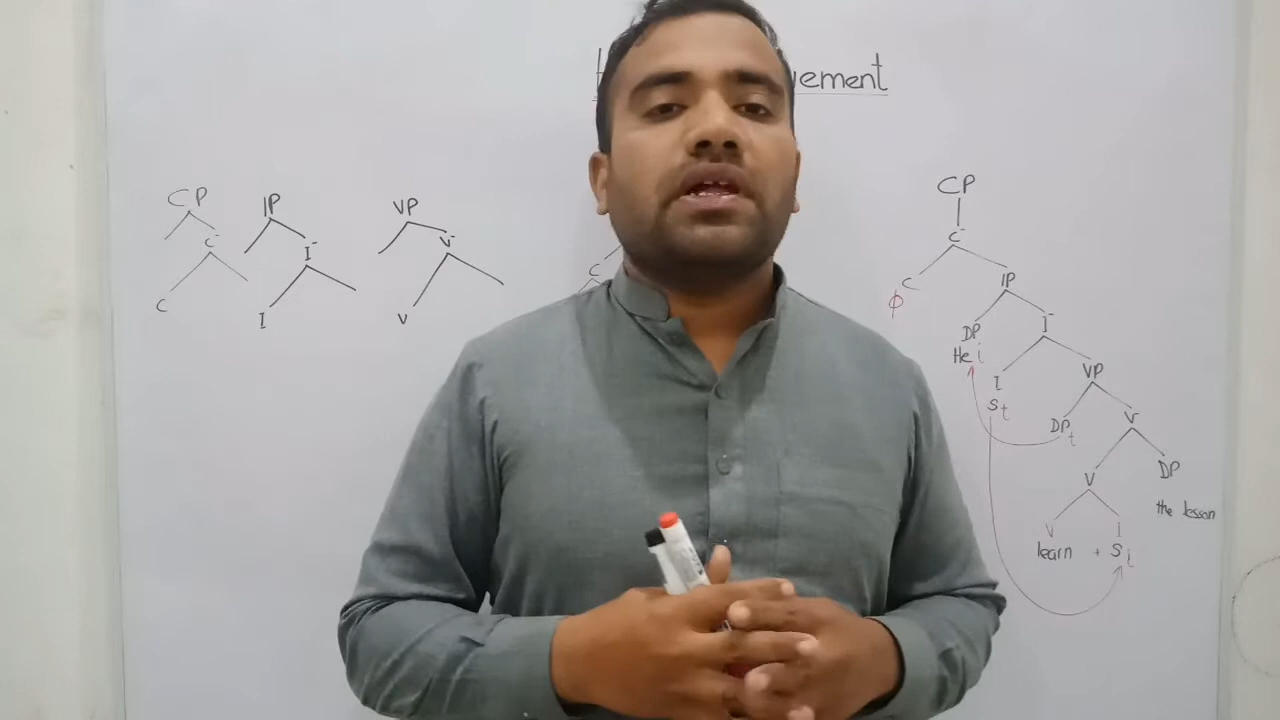 vement
CP
C̄
C
IP
Ī
I
VP
V̄
V
C
CP
C̄
C
φ
IP
DP
He i
Ī
I
S t
VP
DP t
V̄
V
DP
the lesson
V I
learn + S i